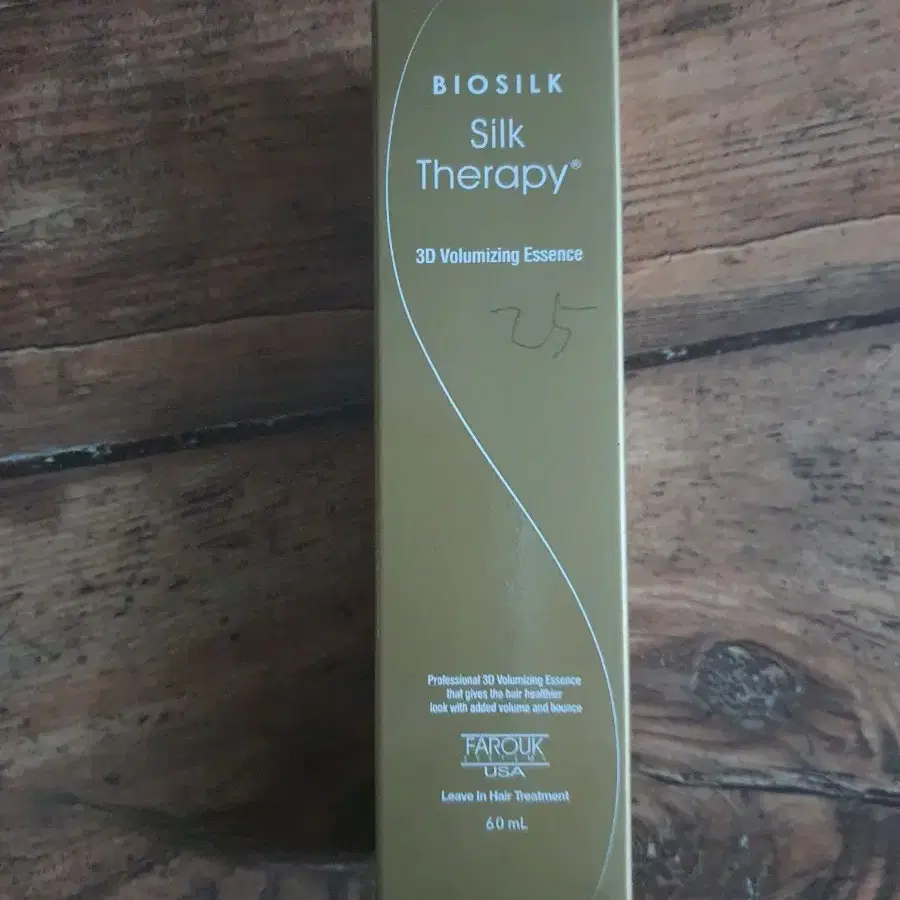 BIOSILK
Silk
Therapy®
3D Volumizing Essence
Professional 3D Volumizing Essence
that gives the hair healthier
look with added volume and bounce
FAROUK
SYSTEMS
USA
Leave In Hair Treatment
60 mL